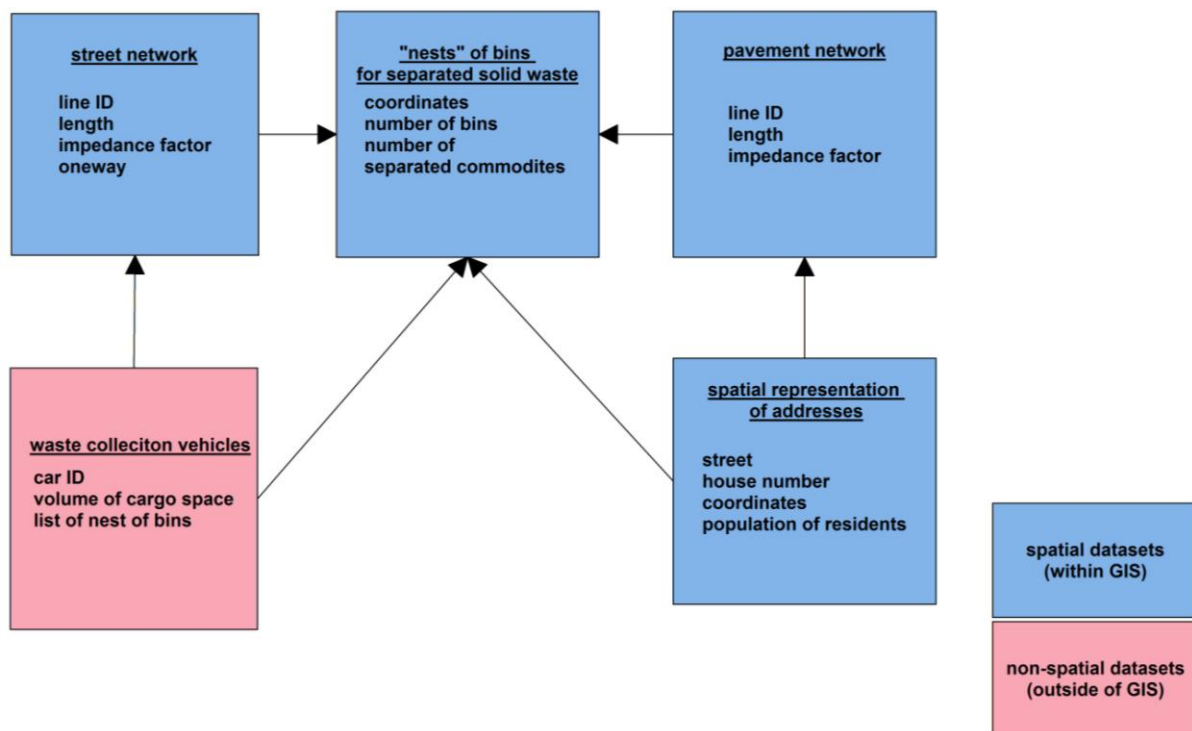 street network
line ID
length
impedance factor
oneway
"nests" of bins
for separated solid waste
coordinates
number of bins
number of
separated commodites
pavement network
line ID
length
impedance factor
waste colleciton vehicles
car ID
volume of cargo space
list of nest of bins
spatial representation
of addresses
street
house number
coordinates
population of residents
spatial datasets
(within GIS)
non-spatial datasets
(outside of GIS)